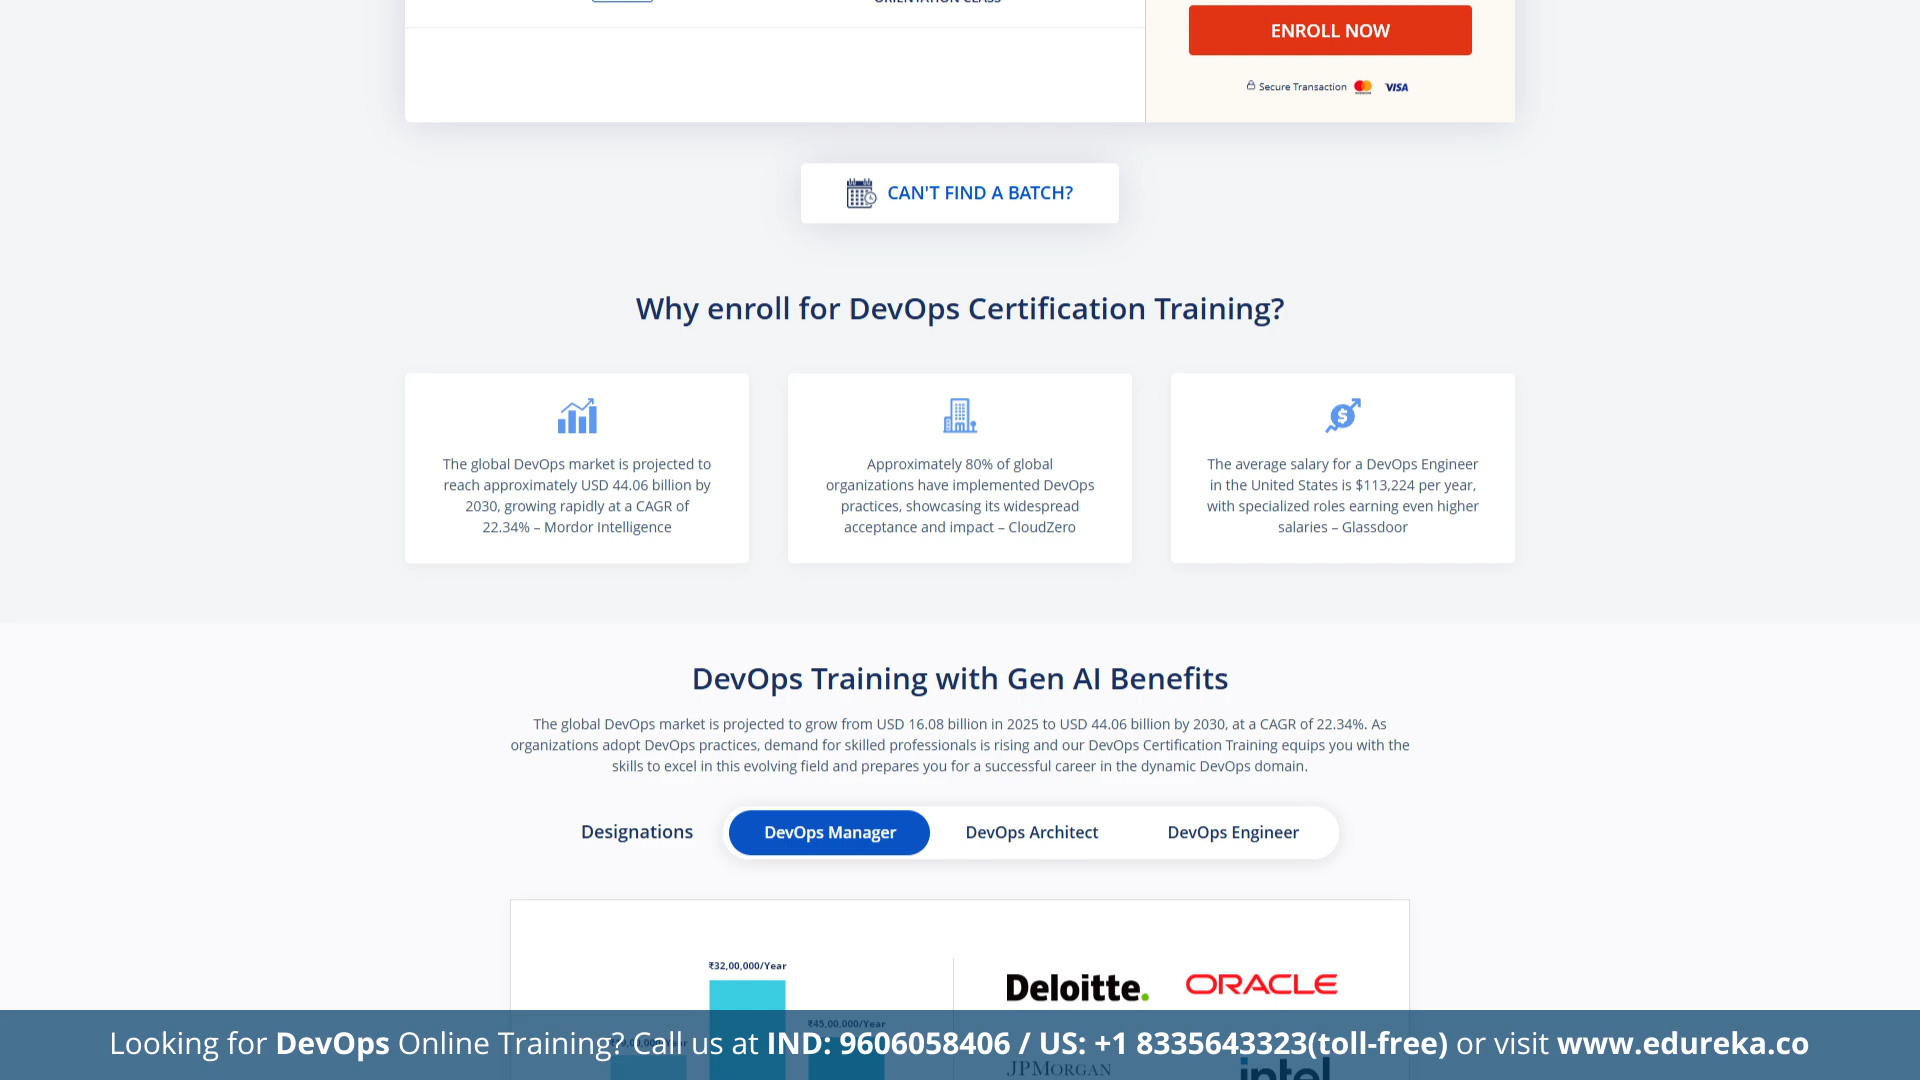 ORIENTATION CLASS
ENROLL NOW
Secure Transaction VISA
CAN'T FIND A BATCH?
Why enroll for DevOps Certification Training?
The global DevOps market is projected to
reach approximately USD 44.06 billion by
2030, growing rapidly at a CAGR of
22.34% – Mordor Intelligence
Approximately 80% of global
organizations have implemented DevOps
practices, showcasing its widespread
acceptance and impact – CloudZero
The average salary for a DevOps Engineer
in the United States is $113,224 per year,
with specialized roles earning even higher
salaries – Glassdoor
DevOps Training with Gen AI Benefits
The global DevOps market is projected to grow from USD 16.08 billion in 2025 to USD 44.06 billion by 2030, at a CAGR of 22.34%. As
organizations adopt DevOps practices, demand for skilled professionals is rising and our DevOps Certification Training equips you with the
skills to excel in this evolving field and prepares you for a successful career in the dynamic DevOps domain.
Designations DevOps Manager DevOps Architect DevOps Engineer
₹32,00,000/Year
Deloitte. ORACLE
₹45,00,000/Year
Looking for DevOps Online Training? Call us at IND: 9606058406 / US: +1 8335643323(toll-free) or visit www.edureka.co
JPMORGAN intel